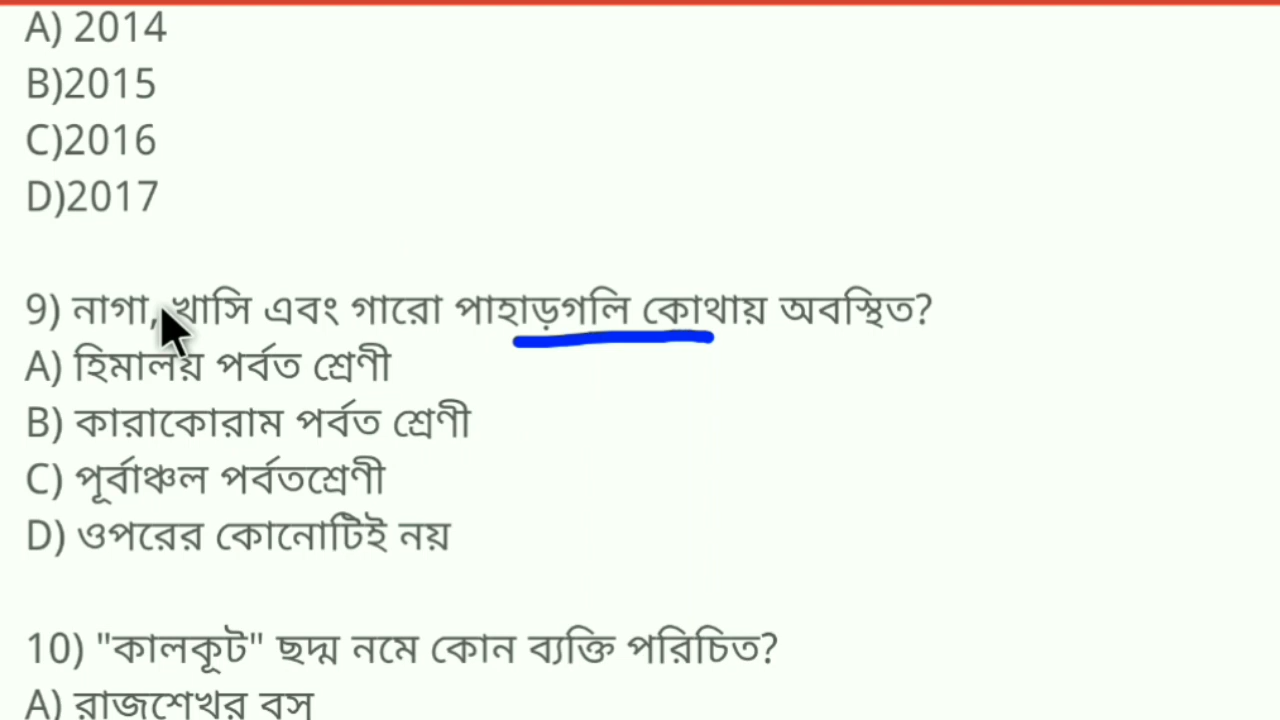 A) 2014
B)2015
C)2016
D)2017
9) নাগা, খাসি এবং গারো পাহাড়গলি কোথায় অবস্থিত?
A) হিমালয় পর্বত শ্রেণী
B) কারাকোরাম পর্বত শ্রেণী
C) পূর্বাঞ্চল পর্বতশ্রেণী
D) ওপরের কোনোটিই নয়
10) "কালকূট" ছদ্ম নমে কোন ব্যক্তি পরিচিত?
A) রাজশেখর বসু